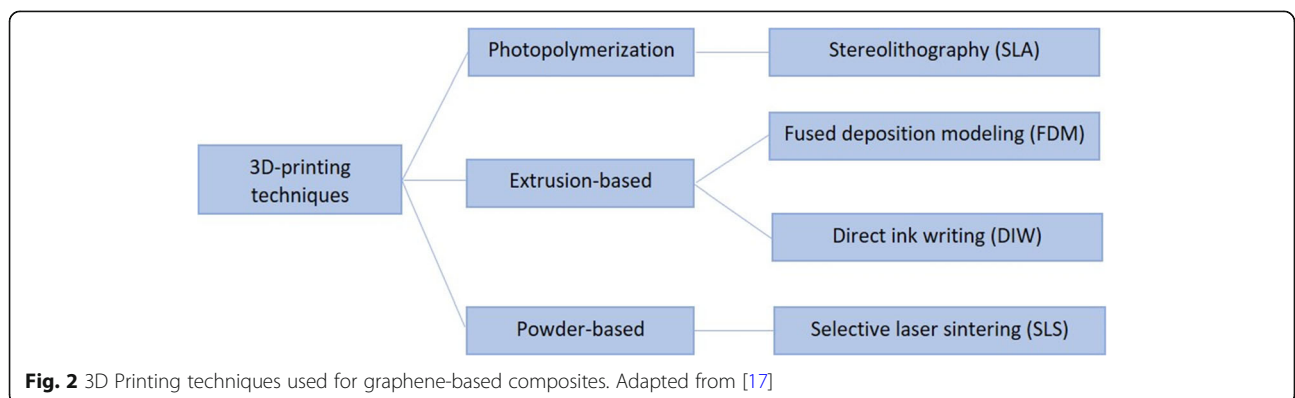 Photopolymerization
Stereolithography (SLA)
Fused deposition modeling (FDM)
3D-printing
techniques
Extrusion-based
Direct ink writing (DIW)
Powder-based
Selective laser sintering (SLS)
Fig. 2 3D Printing techniques used for graphene-based composites. Adapted from [17]